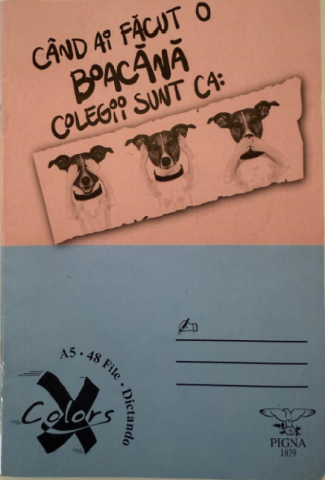 CÂND AI FĂCUT O
BOACĂNĂ
COLEGII SUNT CA:
A5 • 48 File • Dictando
X
Colors
PIGNA
1839